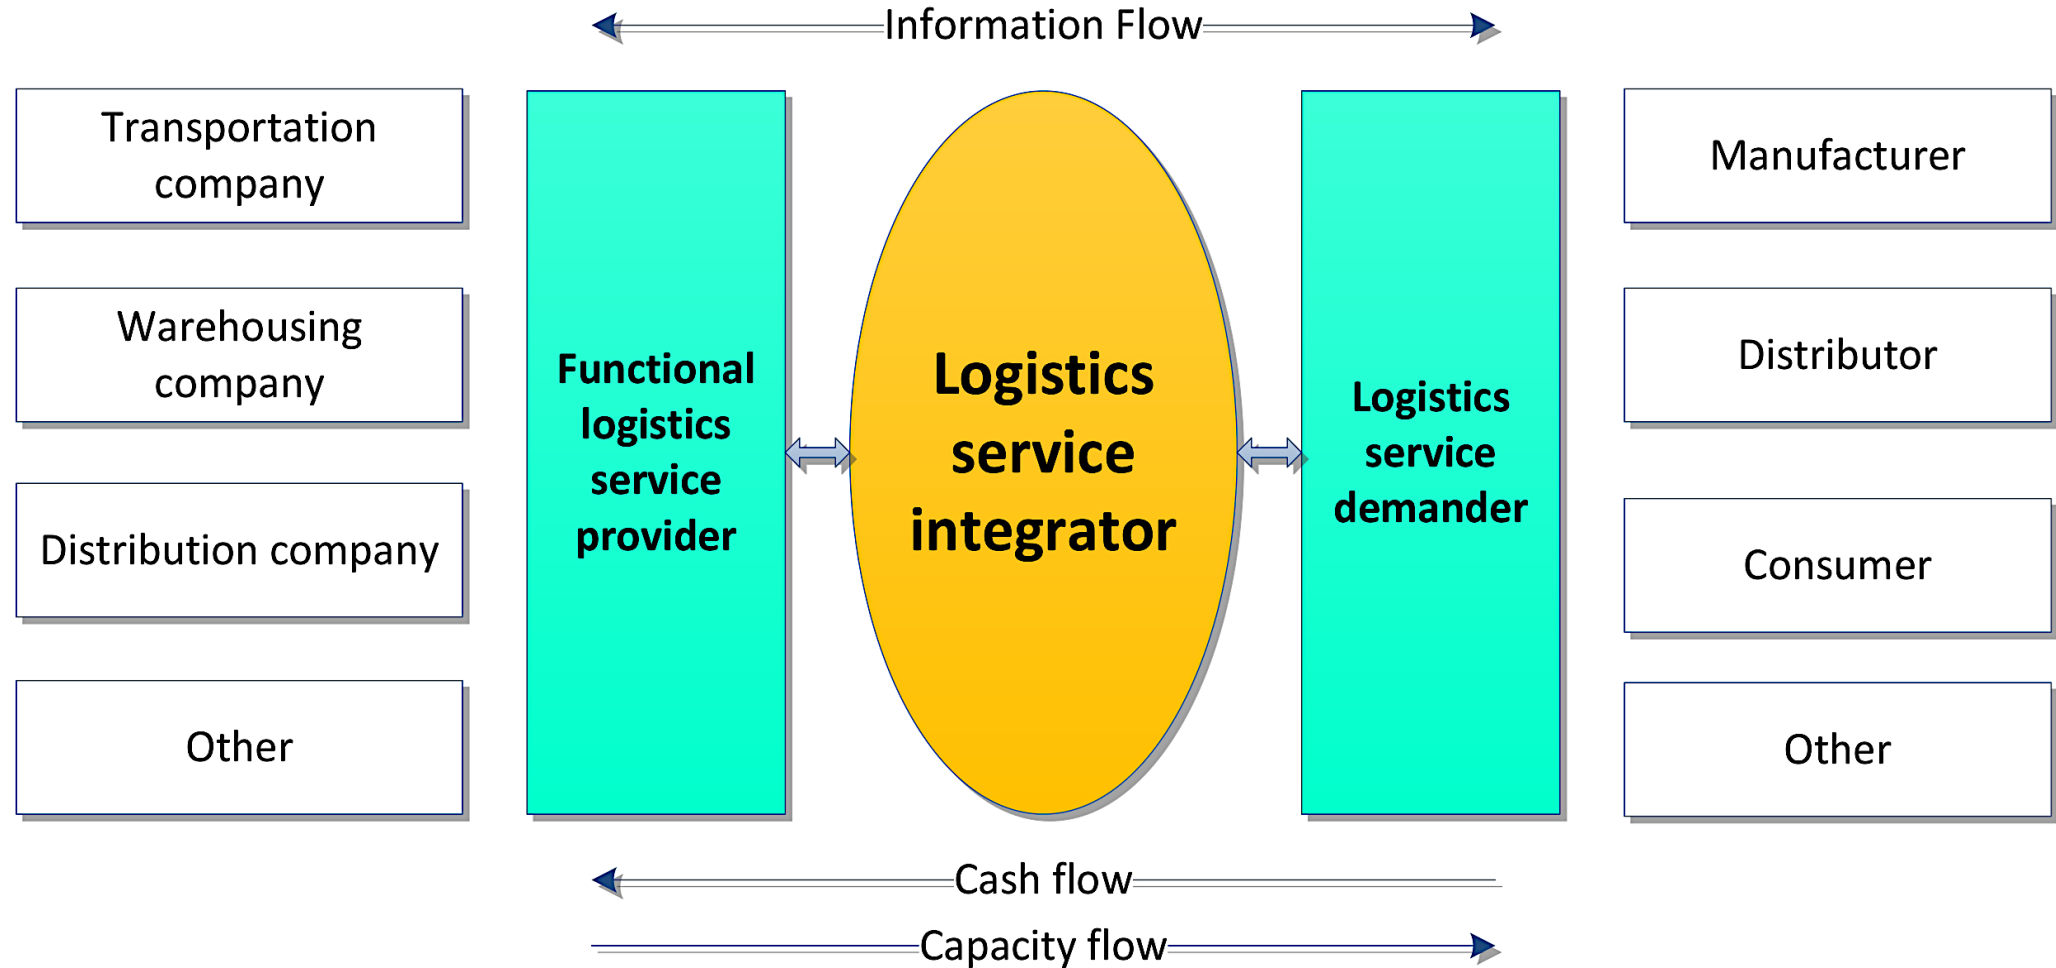 Information Flow
Transportation
company
Warehousing
company
Distribution company
Other
Functional
logistics
service
provider
Logistics
service
integrator
Logistics
service
demander
Manufacturer
Distributor
Consumer
Other
Cash flow
Capacity flow